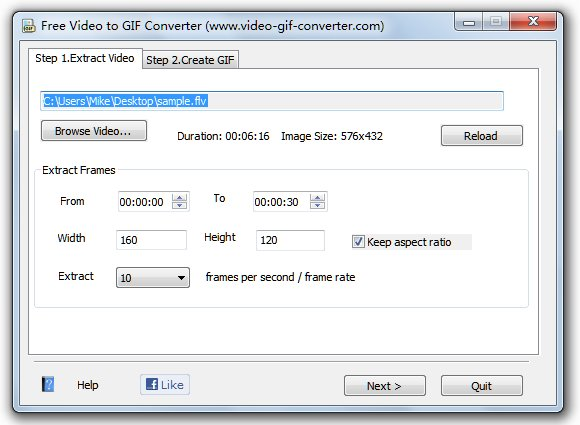 Free Video to GIF Converter (www.video-gif-converter.com)
Step 1.Extract Video Step 2.Create GIF
C:\Users\Mike\Desktop\sample.flv
Browse Video... Duration: 00:06:16 Image Size: 576x432 Reload
Extract Frames
From 00:00:00 To 00:00:30
Width 160 Height 120 Keep aspect ratio
Extract 10 frames per second / frame rate
? Help f Like Next > Quit